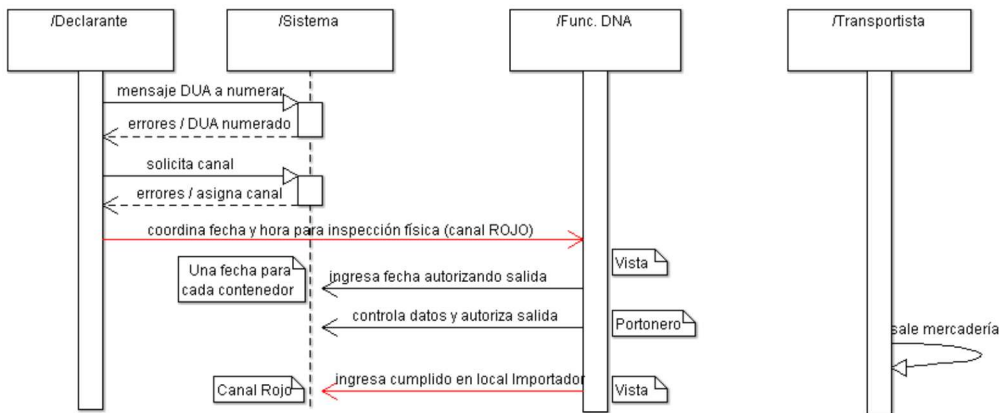 /Declarante
/Sistema
/Func. DNA
/Transportista
mensaje DUA a numerar
errores / DUA numerado
solicita canal
errores / asigna canal
coordina fecha y hora para inspección física (canal ROJO)
Vista
Una fecha para
cada contenedor
ingresa fecha autorizando salida
controla datos y autoriza salida
Portonero
sale mercadería
ingresa cumplido en local Importador
Canal Rojo
Vista